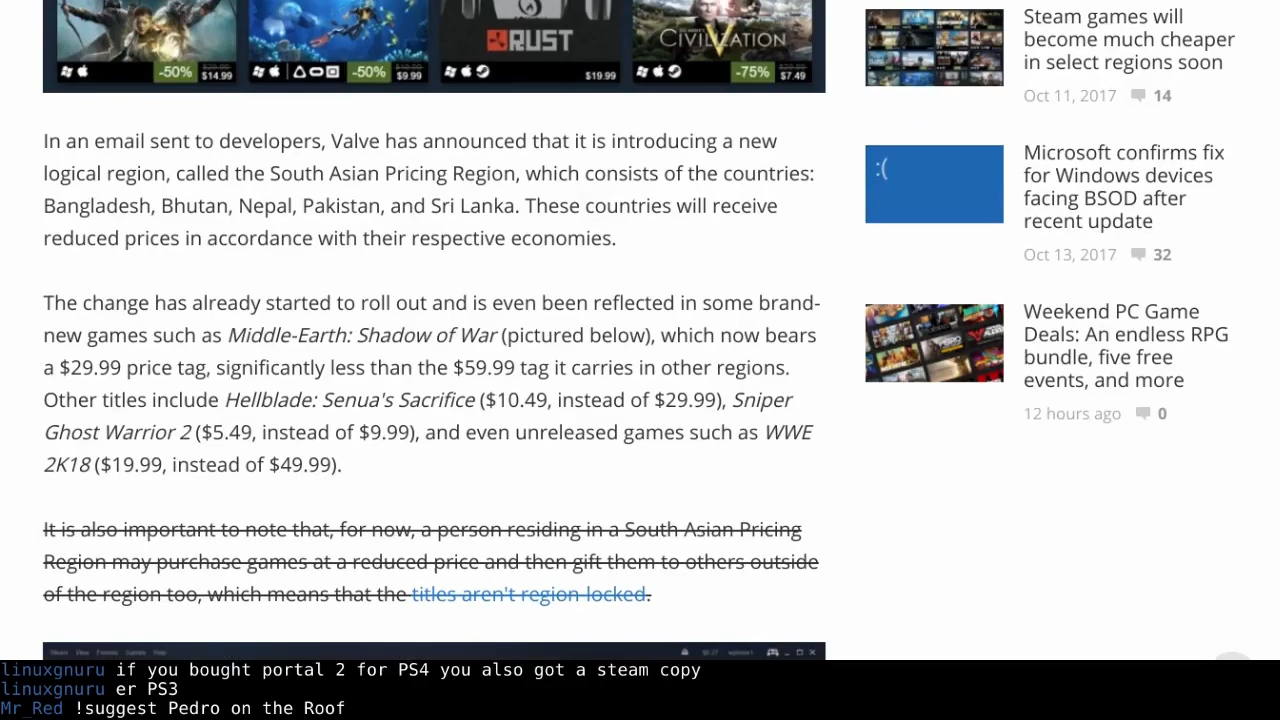 RUST
CIVILIZATION
V
-50% $14.99
-50% $9.99
$19.99
-75% $7.49
In an email sent to developers, Valve has announced that it is introducing a new
logical region, called the South Asian Pricing Region, which consists of the countries:
Bangladesh, Bhutan, Nepal, Pakistan, and Sri Lanka. These countries will receive
reduced prices in accordance with their respective economies.
The change has already started to roll out and is even been reflected in some brand-
new games such as Middle-Earth: Shadow of War (pictured below), which now bears
a $29.99 price tag, significantly less than the $59.99 tag it carries in other regions.
Other titles include Hellblade: Senua's Sacrifice ($10.49, instead of $29.99), Sniper
Ghost Warrior 2 ($5.49, instead of $9.99), and even unreleased games such as WWE
2K18 ($19.99, instead of $49.99).
It is also important to note that, for now, a person residing in a South Asian Pricing
Region may purchase games at a reduced price and then gift them to others outside
of the region too, which means that the titles aren't region locked.
Steam games will
become much cheaper
in select regions soon
Oct 11, 2017 14
:(
Microsoft confirms fix
for Windows devices
facing BSOD after
recent update
Oct 13, 2017 32
Weekend PC Game
Deals: An endless RPG
bundle, five free
events, and more
12 hours ago 0
Steam View Friends Games Help
linuxgnuru if you bought portal 2 for PS4 you also got a steam copy
linuxgnuru er PS3
Mr_Red !suggest Pedro on the Roof